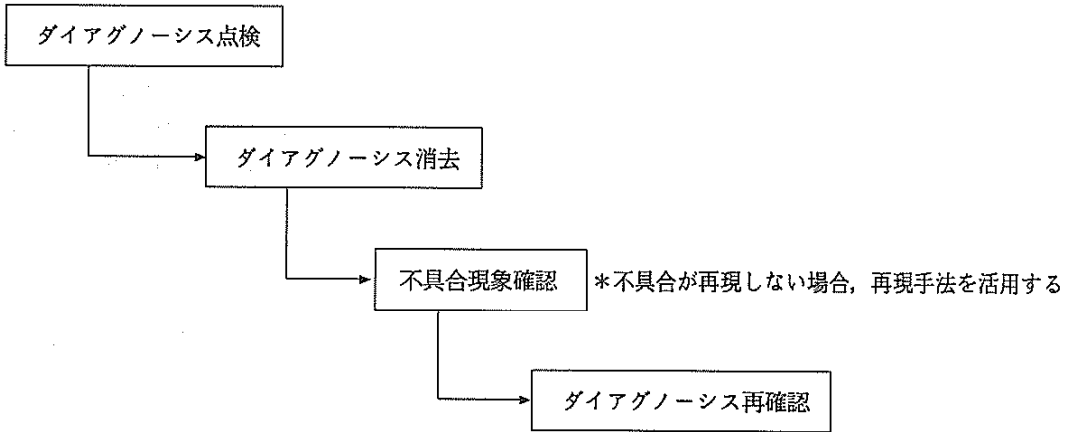 ダイアグノーシス点検
ダイアグノーシス消去
不具合現象確認
*不具合が再現しない場合,再現手法を活用する
ダイアグノーシス再確認